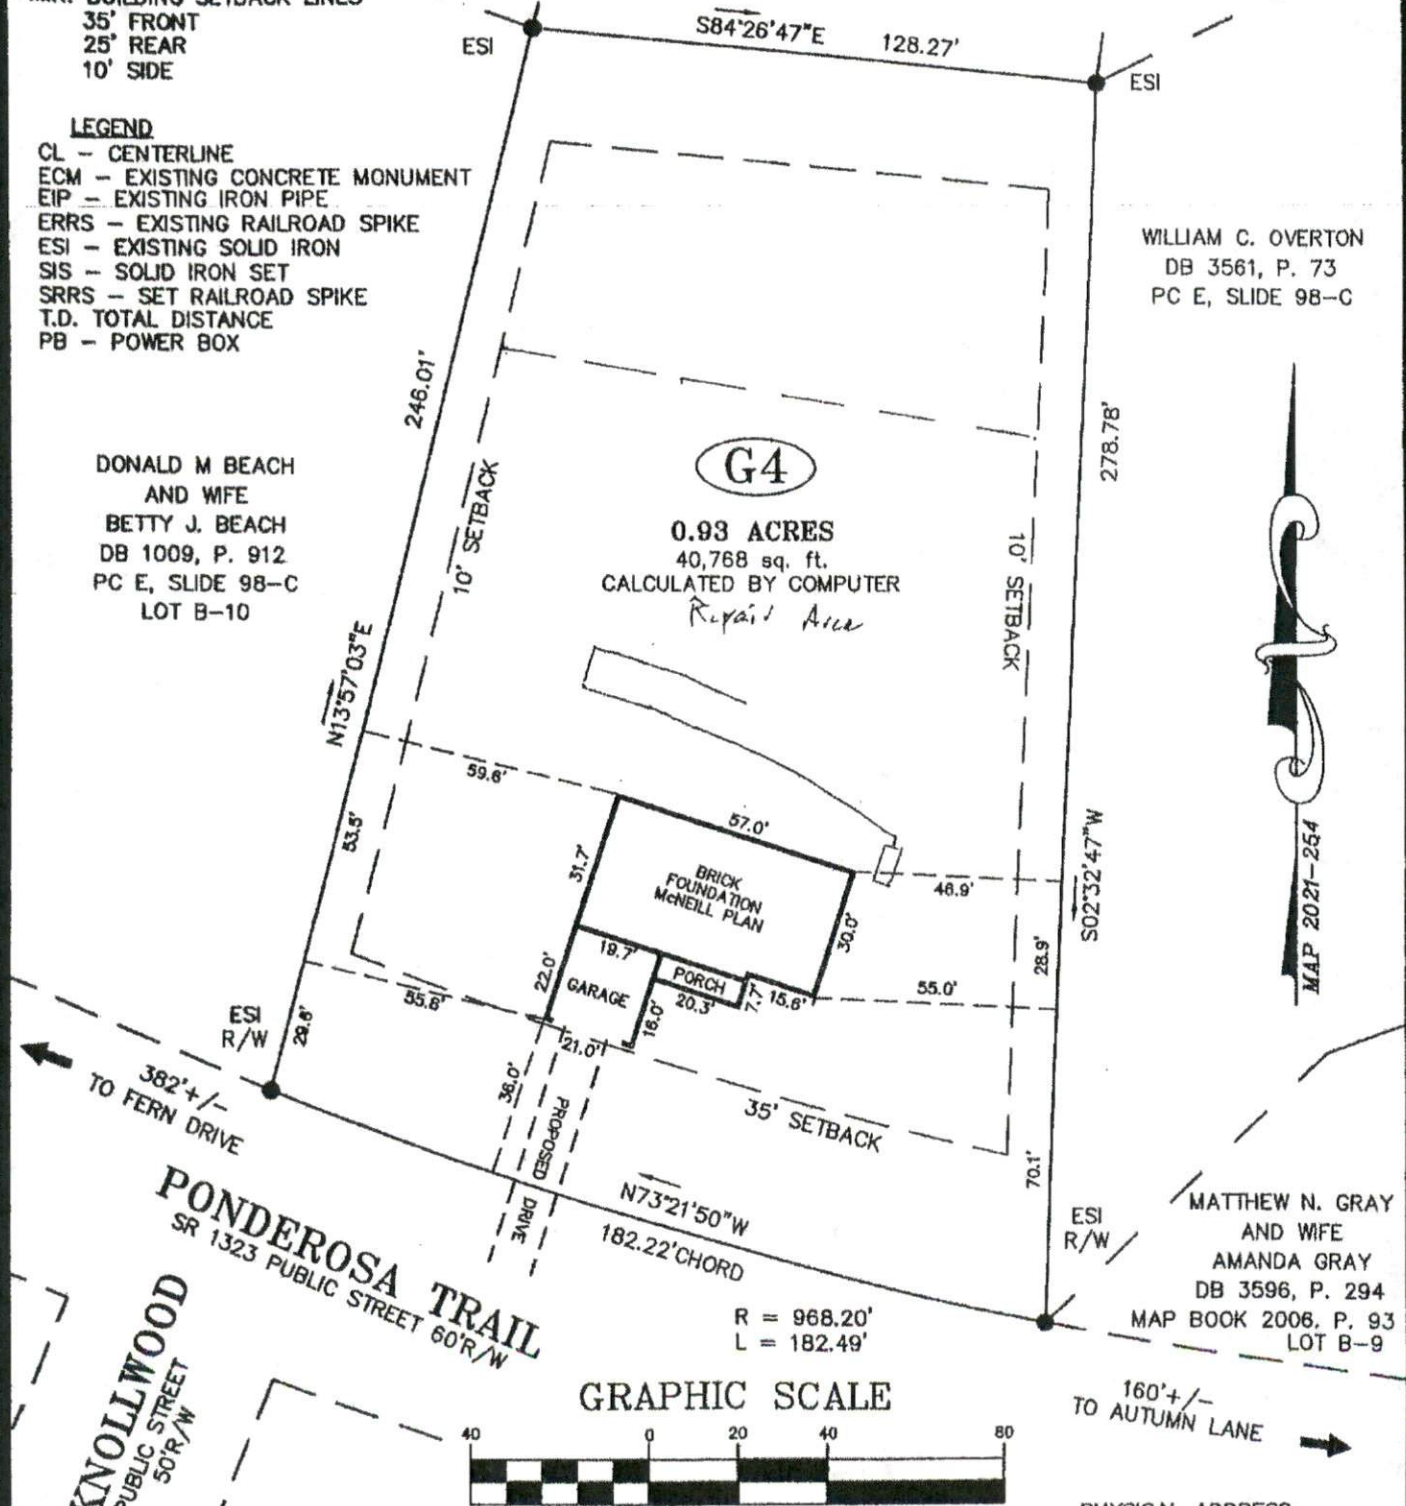 35' FRONT
25' REAR
10' SIDE
LEGEND
CL - CENTERLINE
ECM - EXISTING CONCRETE MONUMENT
EIP - EXISTING IRON PIPE
ERRS - EXISTING RAILROAD SPIKE
ESI - EXISTING SOLID IRON
SIS - SOLID IRON SET
SRRS - SET RAILROAD SPIKE
T.D. TOTAL DISTANCE
PB - POWER BOX
ESI
S84°26'47"E 128.27'
ESI
WILLIAM C. OVERTON
DB 3561, P. 73
PC E, SLIDE 98-C
246.01'
278.78'
DONALD M BEACH
AND WIFE
BETTY J. BEACH
DB 1009, P. 912
PC E, SLIDE 98-C
LOT B-10
10' SETBACK
G4
0.93 ACRES
40,768 sq. ft.
CALCULATED BY COMPUTER
Repair Area
10' SETBACK
N13°57'03"E
S02°32'47"W
MAP 2021-254
59.6'
53.5'
57.0'
31.7'
BRICK
FOUNDATION
McNEILL PLAN
46.9'
30.0'
28.9'
19.7'
22.0'
GARAGE
PORCH
20.3'
7.7'
15.6'
16.0'
55.0'
55.6'
29.6'
21.0'
36.0'
PROPOSED DRIVE
35' SETBACK
70.1'
ESI
R/W
382'+/-
TO FERN DRIVE
N73°21'50"W
182.22'CHORD
ESI
R/W
MATTHEW N. GRAY
AND WIFE
AMANDA GRAY
DB 3596, P. 294
MAP BOOK 2006, P. 93
LOT B-9
PONDEROSA TRAIL
SR 1323 PUBLIC STREET 60'R/W
R = 968.20'
L = 182.49'
KNOLLWOOD
PUBLIC STREET
50'R/W
160'+/-
TO AUTUMN LANE
GRAPHIC SCALE
40 0 20 40 80